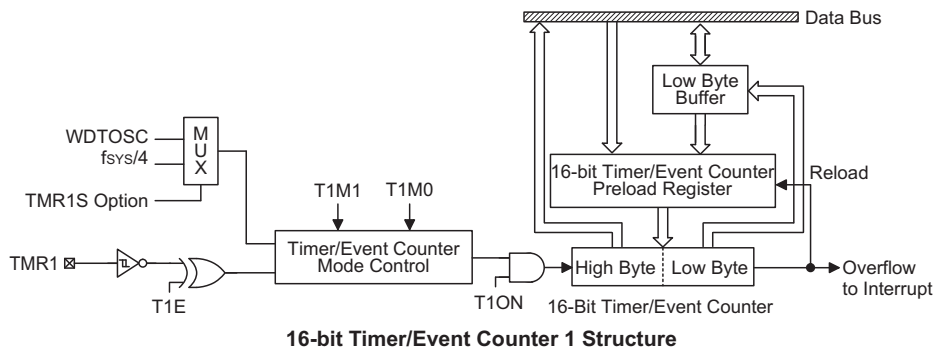 Data Bus
Low Byte
Buffer
WDTOSC
fSYS/4
MUX
TMR1S Option
16-bit Timer/Event Counter
Preload Register
Reload
T1M1
T1M0
TMR1
Timer/Event Counter
Mode Control
T1E
T1ON
High Byte
Low Byte
Overflow
to Interrupt
16-Bit Timer/Event Counter
16-bit Timer/Event Counter 1 Structure